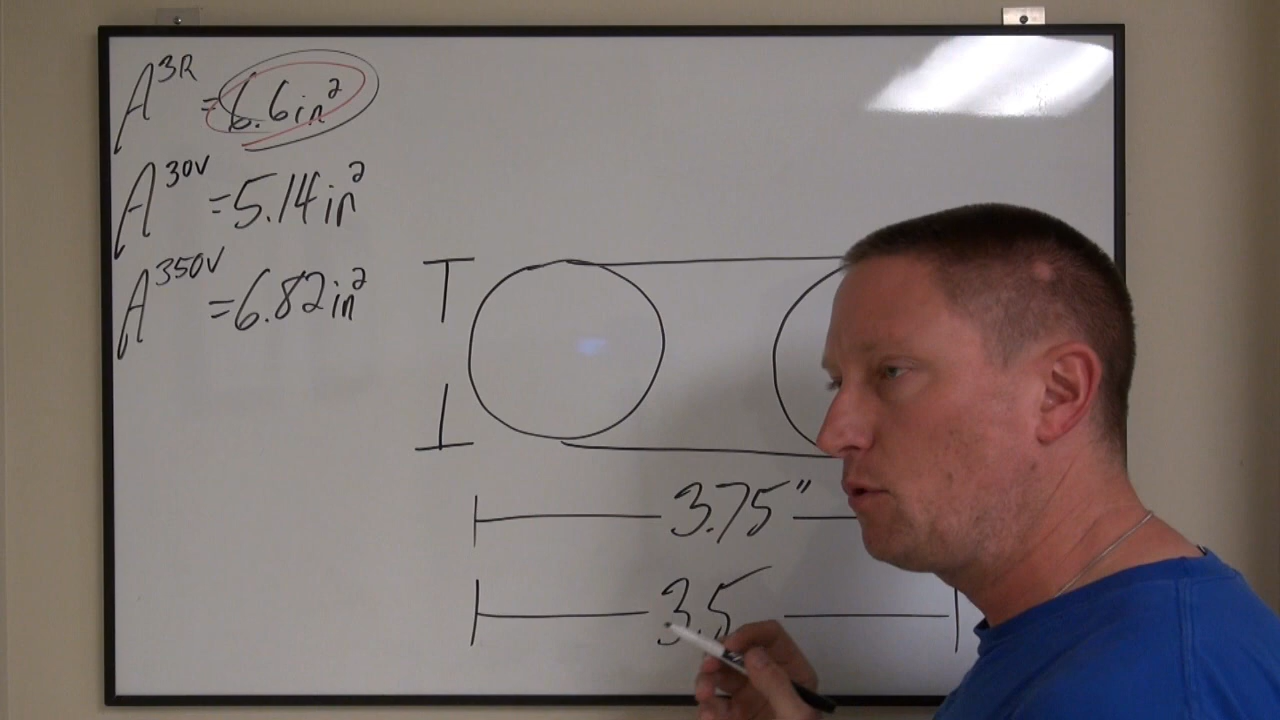 A³ᴿ = 6.6in²
A³⁰ⱽ = 5.14in²
A³⁵⁰ⱽ = 6.82in²
3.75"
3.5